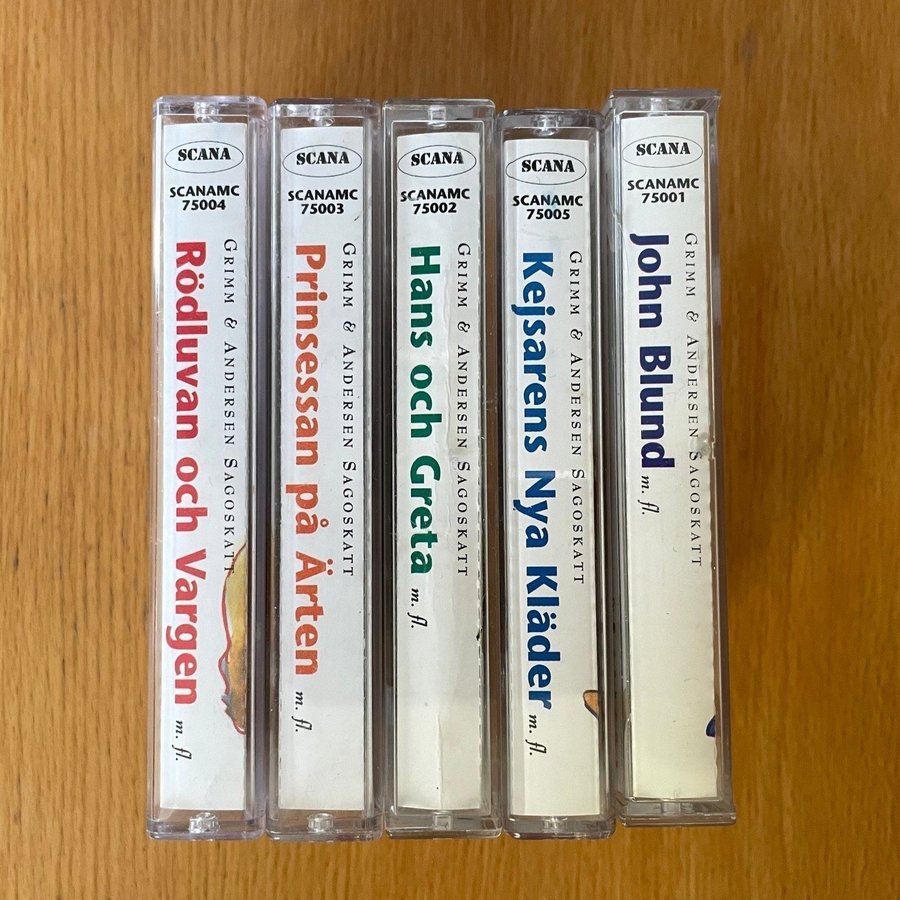 SCANA
SCANAMC
75004
GRIMM & ANDERSEN SAGOSKATT
Rödluvan och Vargen m. fl.
SCANA
SCANAMC
75003
GRIMM & ANDERSEN SAGOSKATT
Prinsessan på Ärten m. fl.
SCANA
SCANAMC
75002
GRIMM & ANDERSEN SAGOSKATT
Hans och Greta m. fl.
SCANA
SCANAMC
75005
GRIMM & ANDERSEN SAGOSKATT
Kejsarens Nya Kläder m. fl.
SCANA
SCANAMC
75001
GRIMM & ANDERSEN SAGOSKATT
John Blund m. fl.